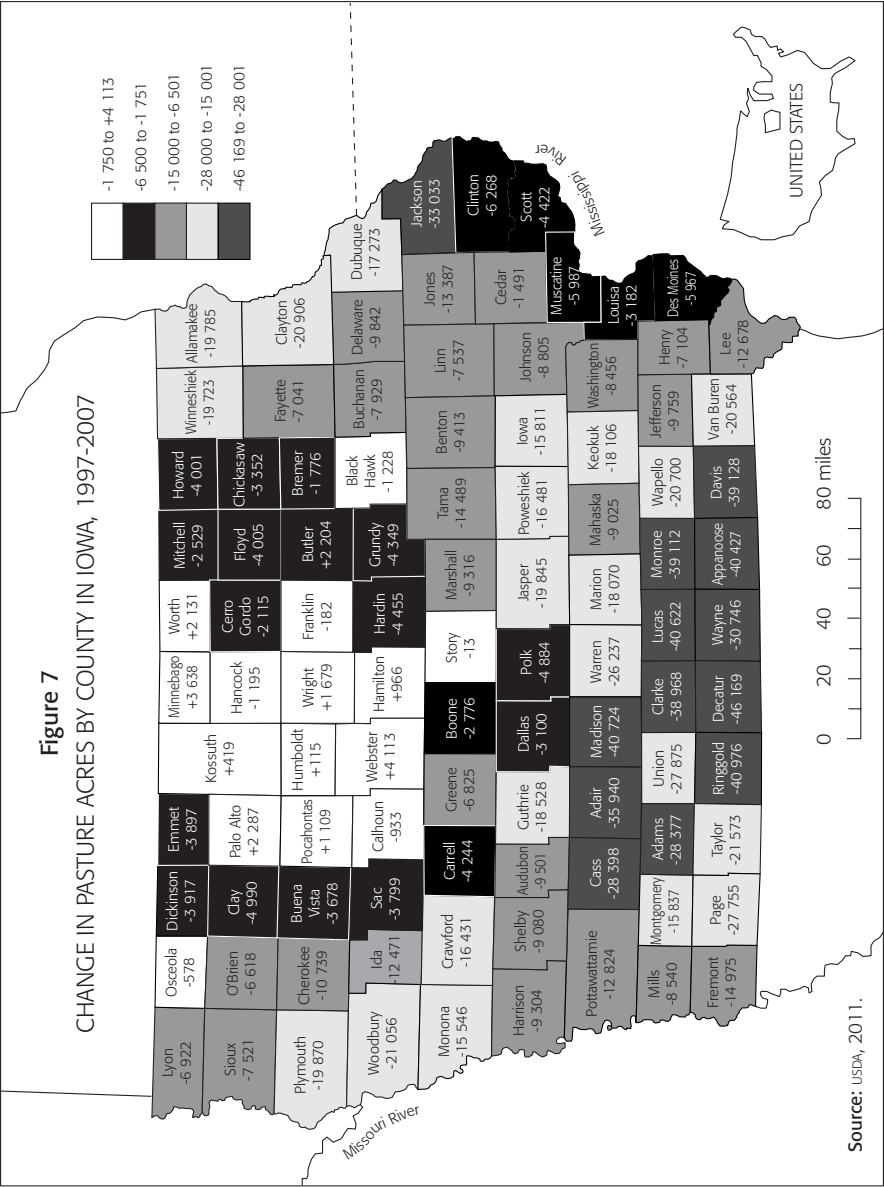 Figure 7
CHANGE IN PASTURE ACRES BY COUNTY IN IOWA, 1997-2007
-1 750 to +4 113
-6 500 to -1 751
-15 000 to -6 501
-28 000 to -15 001
-46 169 to -28 001
Lyon
-6 922
Osceola
-578
Dickinson
-3 917
Emmet
-3 897
Kossuth
+419
Minnebago
+3 638
Worth
+2 131
Mitchell
-2 529
Howard
-4 001
Winneshiek
-19 723
Allamakee
-19 785
Sioux
-7 521
O'Brien
-6 618
Clay
-4 990
Palo Alto
+2 287
Hancock
-1 195
Cerro
Gordo
-2 115
Floyd
-4 005
Chickasaw
-3 352
Fayette
-7 041
Clayton
-20 906
Plymouth
-19 870
Cherokee
-10 739
Buena
Vista
-3 678
Pocahontas
+1 109
Humboldt
+115
Wright
+1 679
Franklin
-182
Butler
+2 204
Bremer
-1 776
Woodbury
-21 056
Ida
-12 471
Sac
-3 799
Calhoun
-933
Webster
+4 113
Hamilton
+966
Hardin
-4 455
Grundy
-4 349
Black
Hawk
-1 228
Buchanan
-7 929
Delaware
-9 842
Dubuque
-17 273
Monona
-15 546
Crawford
-16 431
Carrell
-4 244
Greene
-6 825
Boone
-2 776
Story
-13
Marshall
-9 316
Tama
-14 489
Benton
-9 413
Linn
-7 537
Jones
-13 387
Jackson
-33 033
Clinton
-6 268
Harrison
-9 304
Shelby
-9 080
Audubon
-9 501
Guthrie
-18 528
Dallas
-3 100
Polk
-4 884
Jasper
-19 845
Poweshiek
-16 481
Iowa
-15 811
Johnson
-8 805
Cedar
-1 491
Scott
-4 422
Muscatine
-5 987
Pottawattamie
-12 824
Cass
-28 398
Adair
-35 940
Madison
-40 724
Warren
-26 237
Marion
-18 070
Mahaska
-9 025
Keokuk
-18 106
Washington
-8 456
Louisa
-3 182
Mills
-8 540
Montgomery
-15 837
Adams
-28 377
Union
-27 875
Clarke
-38 968
Lucas
-40 622
Monroe
-39 112
Wapello
-20 700
Jefferson
-9 759
Henry
-7 104
Des Moines
-5 967
Fremont
-14 975
Page
-27 755
Taylor
-21 573
Ringgold
-40 976
Decatur
-46 169
Wayne
-30 746
Appanoose
-40 427
Davis
-39 128
Van Buren
-20 564
Lee
-12 678
Missouri River
Mississippi River
0 20 40 60 80 miles
UNITED STATES
Source: USDA, 2011.